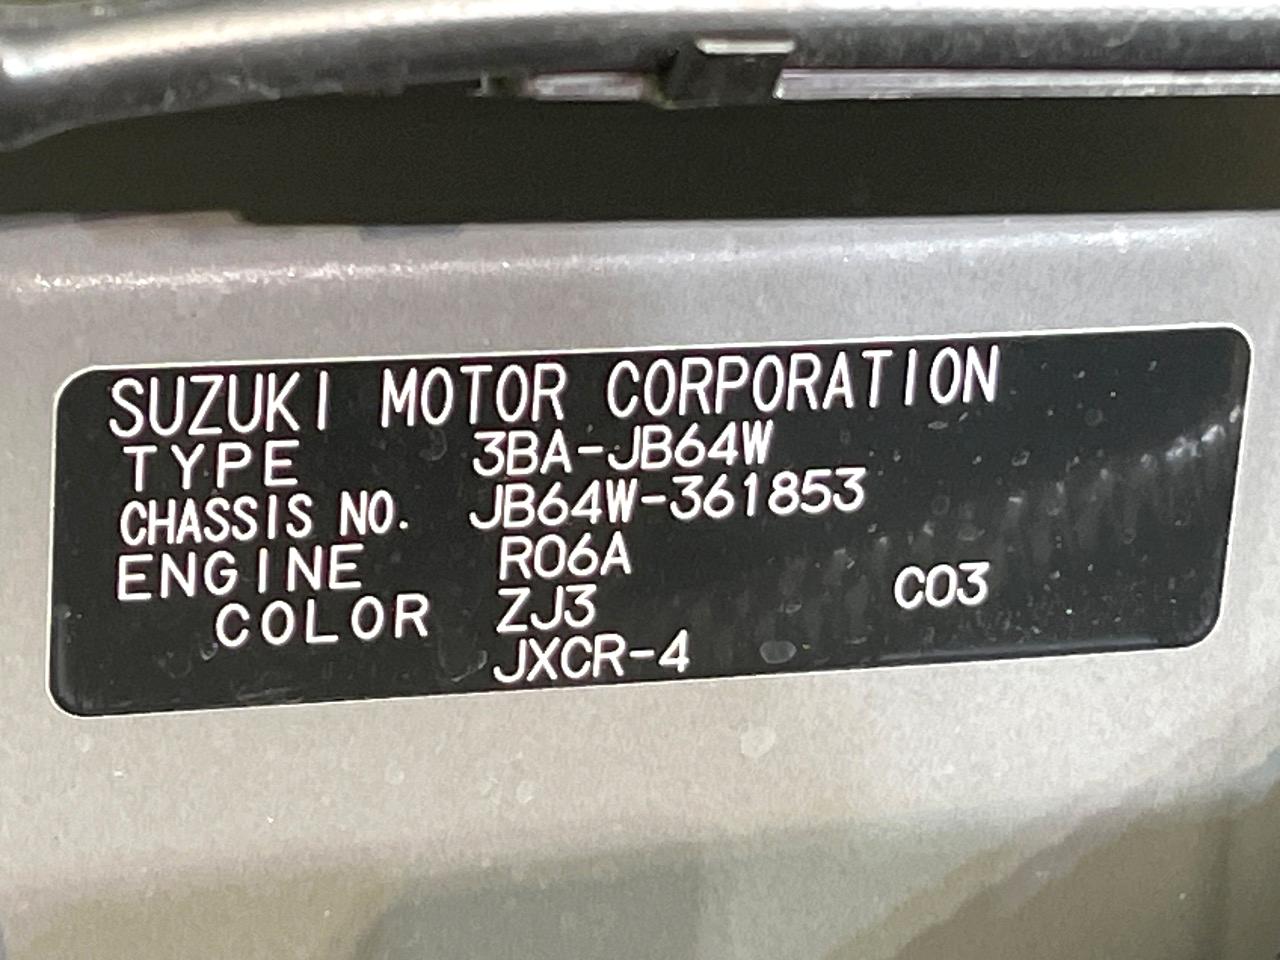 SUZUKI MOTOR CORPORATION
TYPE 3BA-JB64W
CHASSIS NO. JB64W-361853
ENGINE R06A
COLOR ZJ3 C03
JXCR-4